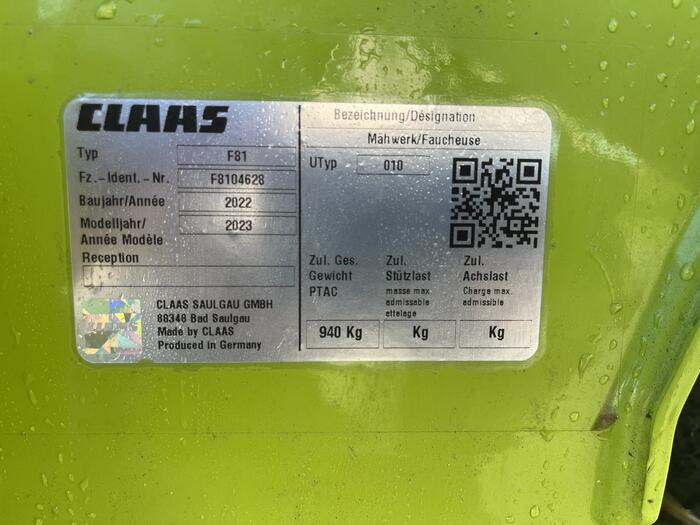 CLAAS
Typ F81
Fz.-Ident.-Nr. F8104628
Baujahr/Année 2022
Modelljahr/ 2023
Année Modèle
Reception
CLAAS SAULGAU GMBH
88348 Bad Saulgau
Made by CLAAS
Produced in Germany
Bezeichnung/Désignation
Mähwerk/Faucheuse
UTyp 010
Zul. Ges. Zul. Zul.
Gewicht Stützlast Achslast
PTAC masse max. Charge max.
admissable admissible
attelage
940 Kg Kg Kg